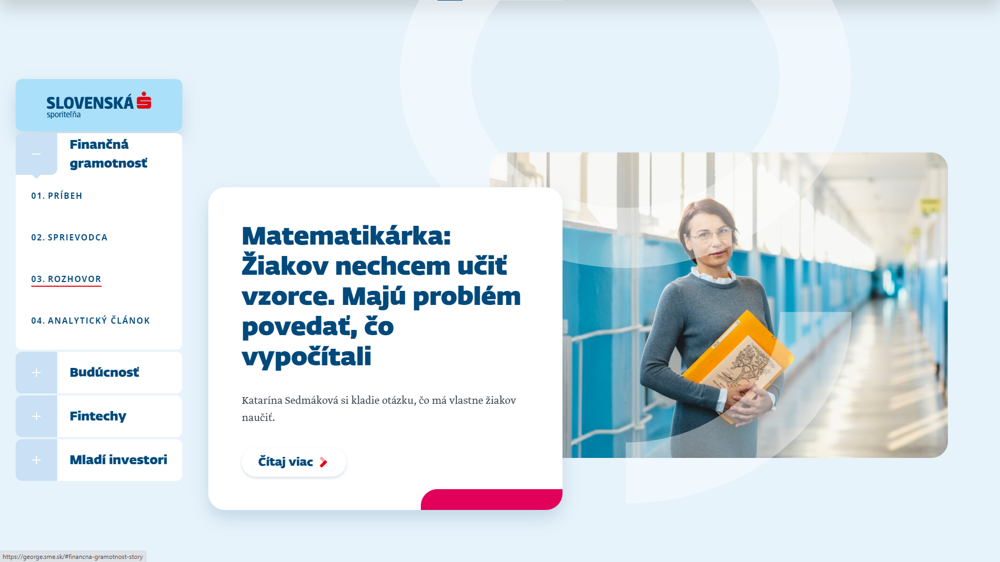 SLOVENSKÁ
sporiteľňa
Finančná
gramotnosť
01. PRÍBEH
02. SPRIEVODCA
03. ROZHOVOR
04. ANALYTICKÝ ČLÁNOK
Budúcnosť
Fintechy
Mladí investori
Matematikárka:
Žiakov nechcem učiť
vzorce. Majú problém
povedať, čo
vypočítali
Katarína Sedmáková si kladie otázku, čo má vlastne žiakov
naučiť.
Čítaj viac
https://george.sme.sk/#financna-gramotnost-story